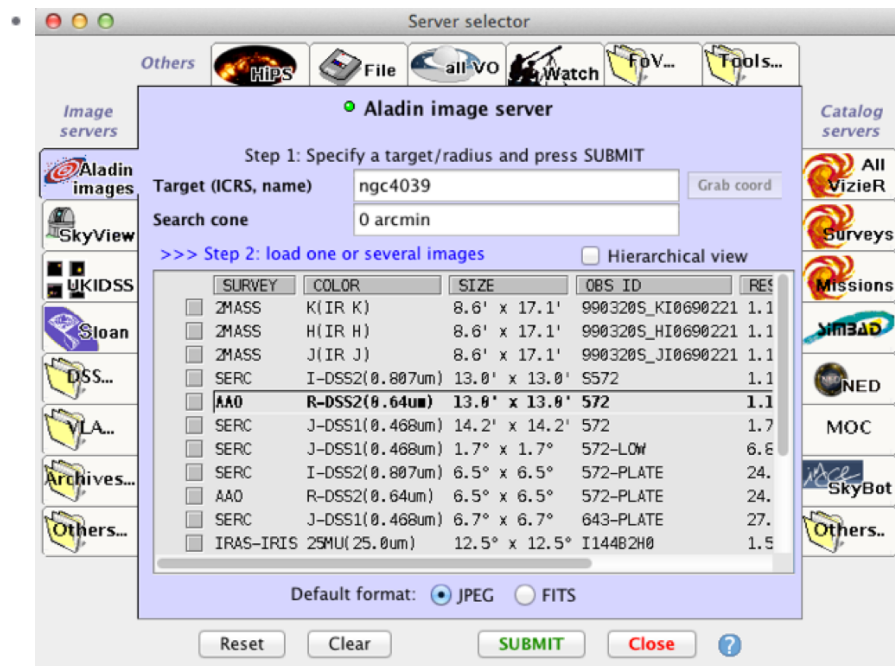 Server selector
Others
HiPS
File
all-VO
Watch
FoV...
Tools...
Image
servers
Aladin
images
SkyView
UKIDSS
Sloan
DSS...
VLA...
Archives...
Others...
Aladin image server
Step 1: Specify a target/radius and press SUBMIT
Target (ICRS, name) ngc4039 Grab coord
Search cone 0 arcmin
>>> Step 2: load one or several images Hierarchical view
SURVEY COLOR SIZE OBS ID RES
2MASS K(IR K) 8.6' x 17.1' 990320S_KI0690221 1.1
2MASS H(IR H) 8.6' x 17.1' 990320S_HI0690221 1.1
2MASS J(IR J) 8.6' x 17.1' 990320S_JI0690221 1.1
SERC I-DSS2(0.807um) 13.0' x 13.0' S572 1.1
AAO R-DSS2(0.64um) 13.0' x 13.0' 572 1.1
SERC J-DSS1(0.468um) 14.2' x 14.2' 572 1.7
SERC J-DSS1(0.468um) 1.7° x 1.7° 572-LOW 6.8
SERC I-DSS2(0.807um) 6.5° x 6.5° 572-PLATE 24.
AAO R-DSS2(0.64um) 6.5° x 6.5° 572-PLATE 24.
SERC J-DSS1(0.468um) 6.7° x 6.7° 643-PLATE 27.
IRAS-IRIS 25MU(25.0um) 12.5° x 12.5° I144B2H0 1.5
Default format: JPEG FITS
Catalog
servers
All
VizieR
Surveys
Missions
SIMBAD
NED
MOC
SkyBot
Others..
Reset Clear SUBMIT Close ?